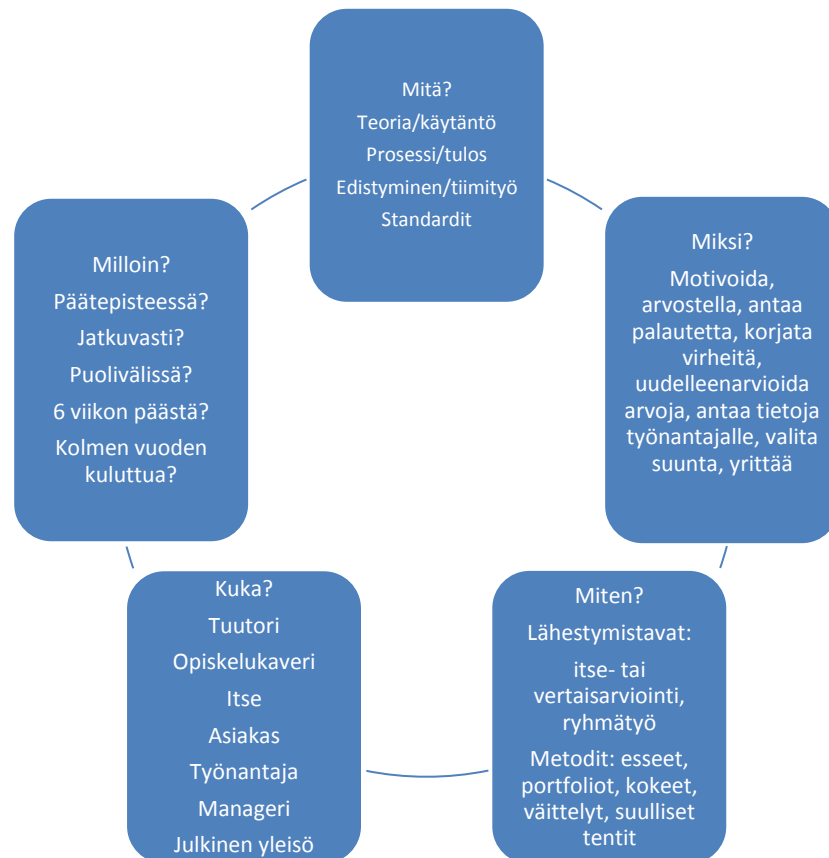 Mitä?
Teoria/käytäntö
Prosessi/tulos
Edistyminen/tiimityö
Standardit
Miksi?
Motivoida,
arvostella, antaa
palautetta, korjata
virheitä,
uudelleenarvioida
arvoja, antaa tietoja
työnantajalle, valita
suunta, yrittää
Miten?
Lähestymistavat:
itse- tai
vertaisarviointi,
ryhmätyö
Metodit: esseet,
portfoliot, kokeet,
väittelyt, suulliset
tentit
Kuka?
Tuutori
Opiskelukaveri
Itse
Asiakas
Työnantaja
Manageri
Julkinen yleisö
Milloin?
Päätepisteessä?
Jatkuvasti?
Puolivälissä?
6 viikon päästä?
Kolmen vuoden
kuluttua?